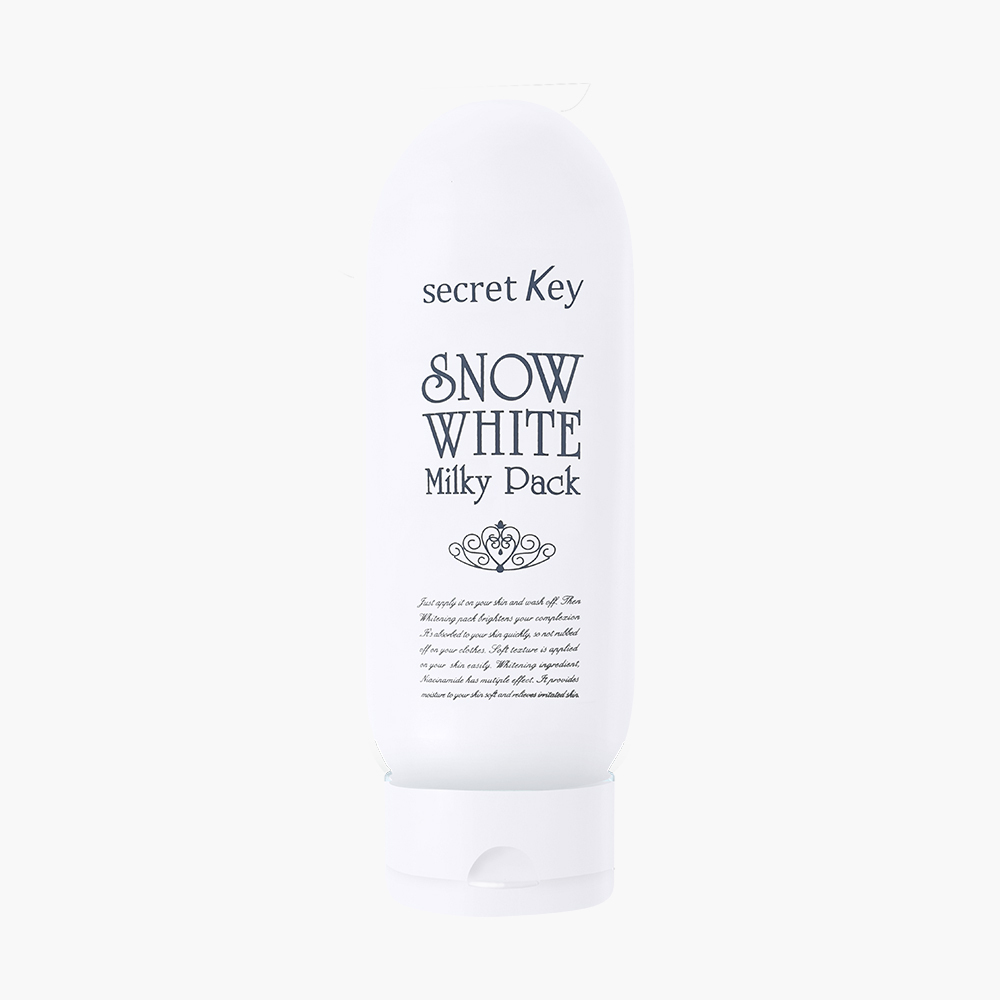 secret Key
SNOW
WHITE
Milky Pack
Just apply it on your skin and wash off. Then
Whitening pack brightens your complexion
It's absorbed to your skin quickly, so not rubbed
off on your clothes. Soft texture is applied
on your skin easily. Whitening ingredient,
Niacinamide has mutiple effect. It provides
moisture to your skin soft and relieves irritated skin.